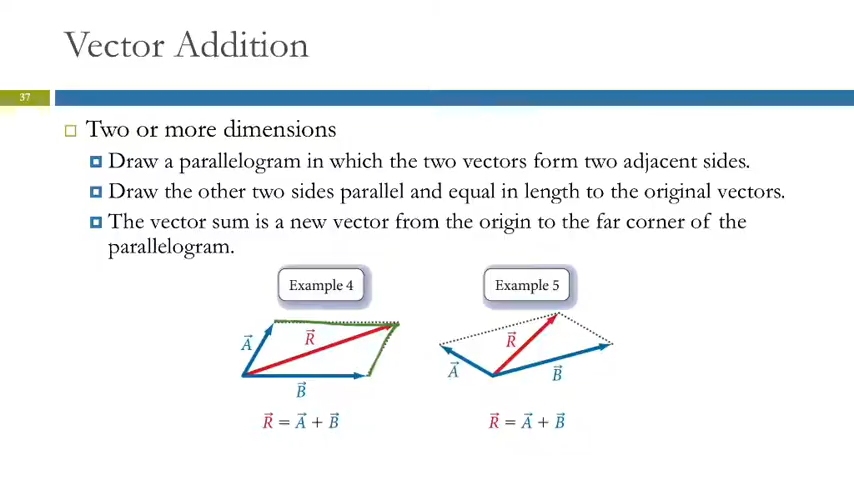 Vector Addition
37
Two or more dimensions
Draw a parallelogram in which the two vectors form two adjacent sides.
Draw the other two sides parallel and equal in length to the original vectors.
The vector sum is a new vector from the origin to the far corner of the
parallelogram.
Example 4
Example 5
A⃗
R⃗
B⃗
R⃗ = A⃗ + B⃗
R⃗
A⃗
B⃗
R⃗ = A⃗ + B⃗